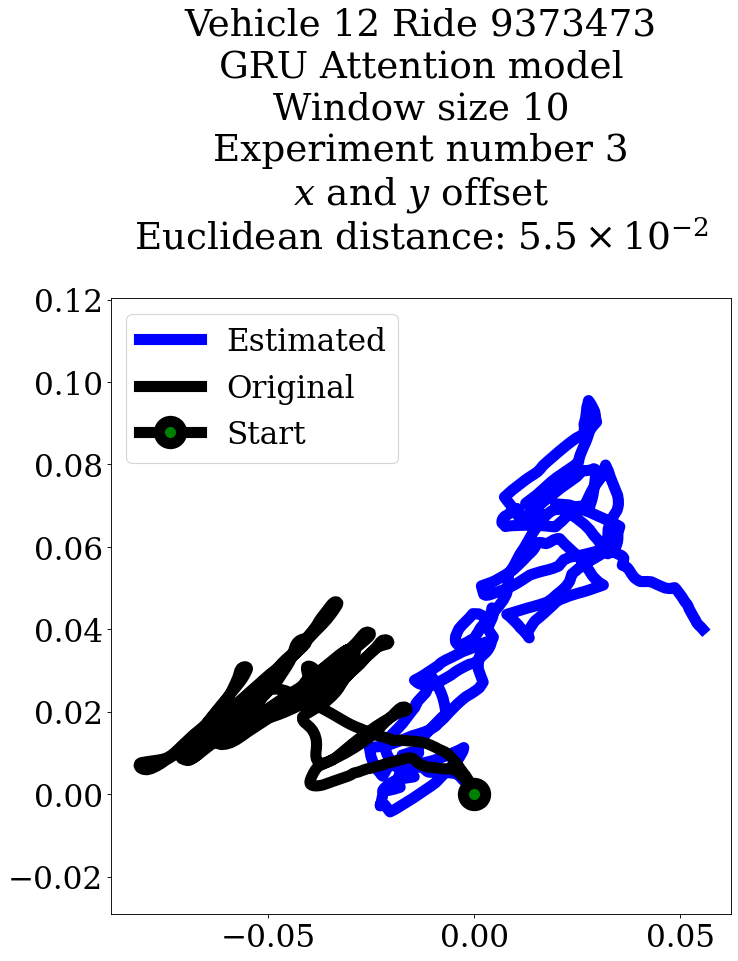 Vehicle 12 Ride 9373473
GRU Attention model
Window size 10
Experiment number 3
x and y offset
Euclidean distance: 5.5 × 10⁻²
0.12
Estimated
0.10
Original
Start
0.08
0.06
0.04
0.02
0.00
−0.02
−0.05 0.00 0.05